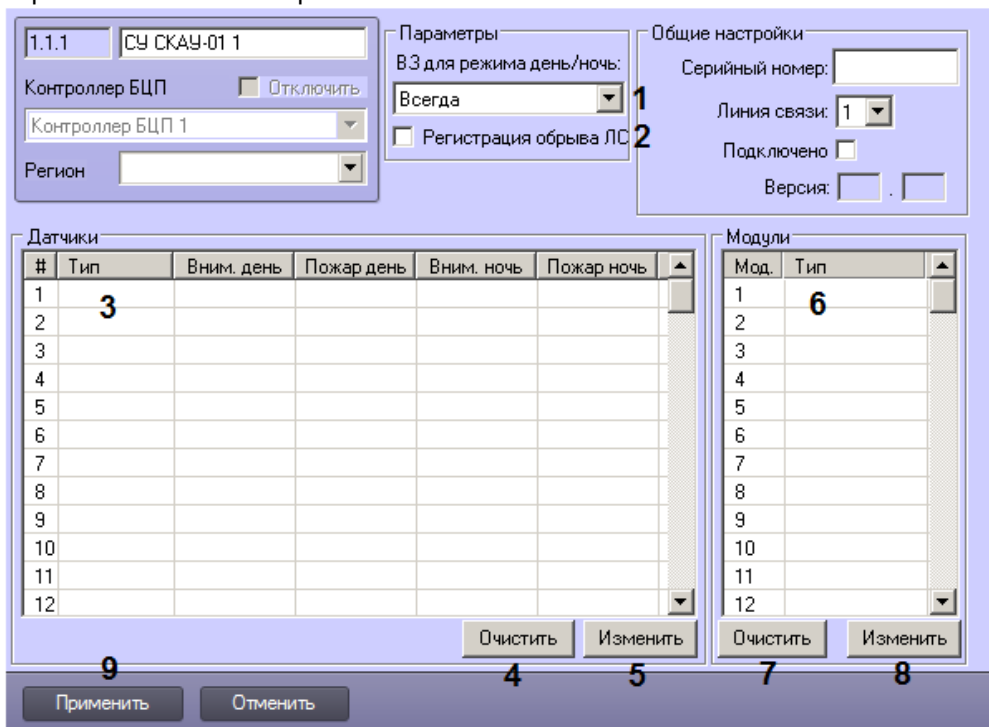 1.1.1 СУ СКАУ-01 1
Контроллер БЦП Отключить
Контроллер БЦП 1
Регион
Параметры
ВЗ для режима день/ночь:
Всегда 1
Регистрация обрыва ЛС 2
Общие настройки
Серийный номер:
Линия связи: 1
Подключено
Версия: .
Датчики
# Тип Вним. день Пожар день Вним. ночь Пожар ночь
1
3
2
3
4
5
6
7
8
9
10
11
12
Очистить Изменить
4 5
Модули
Мод. Тип
1
6
2
3
4
5
6
7
8
9
10
11
12
Очистить Изменить
7 8
9
Применить Отменить